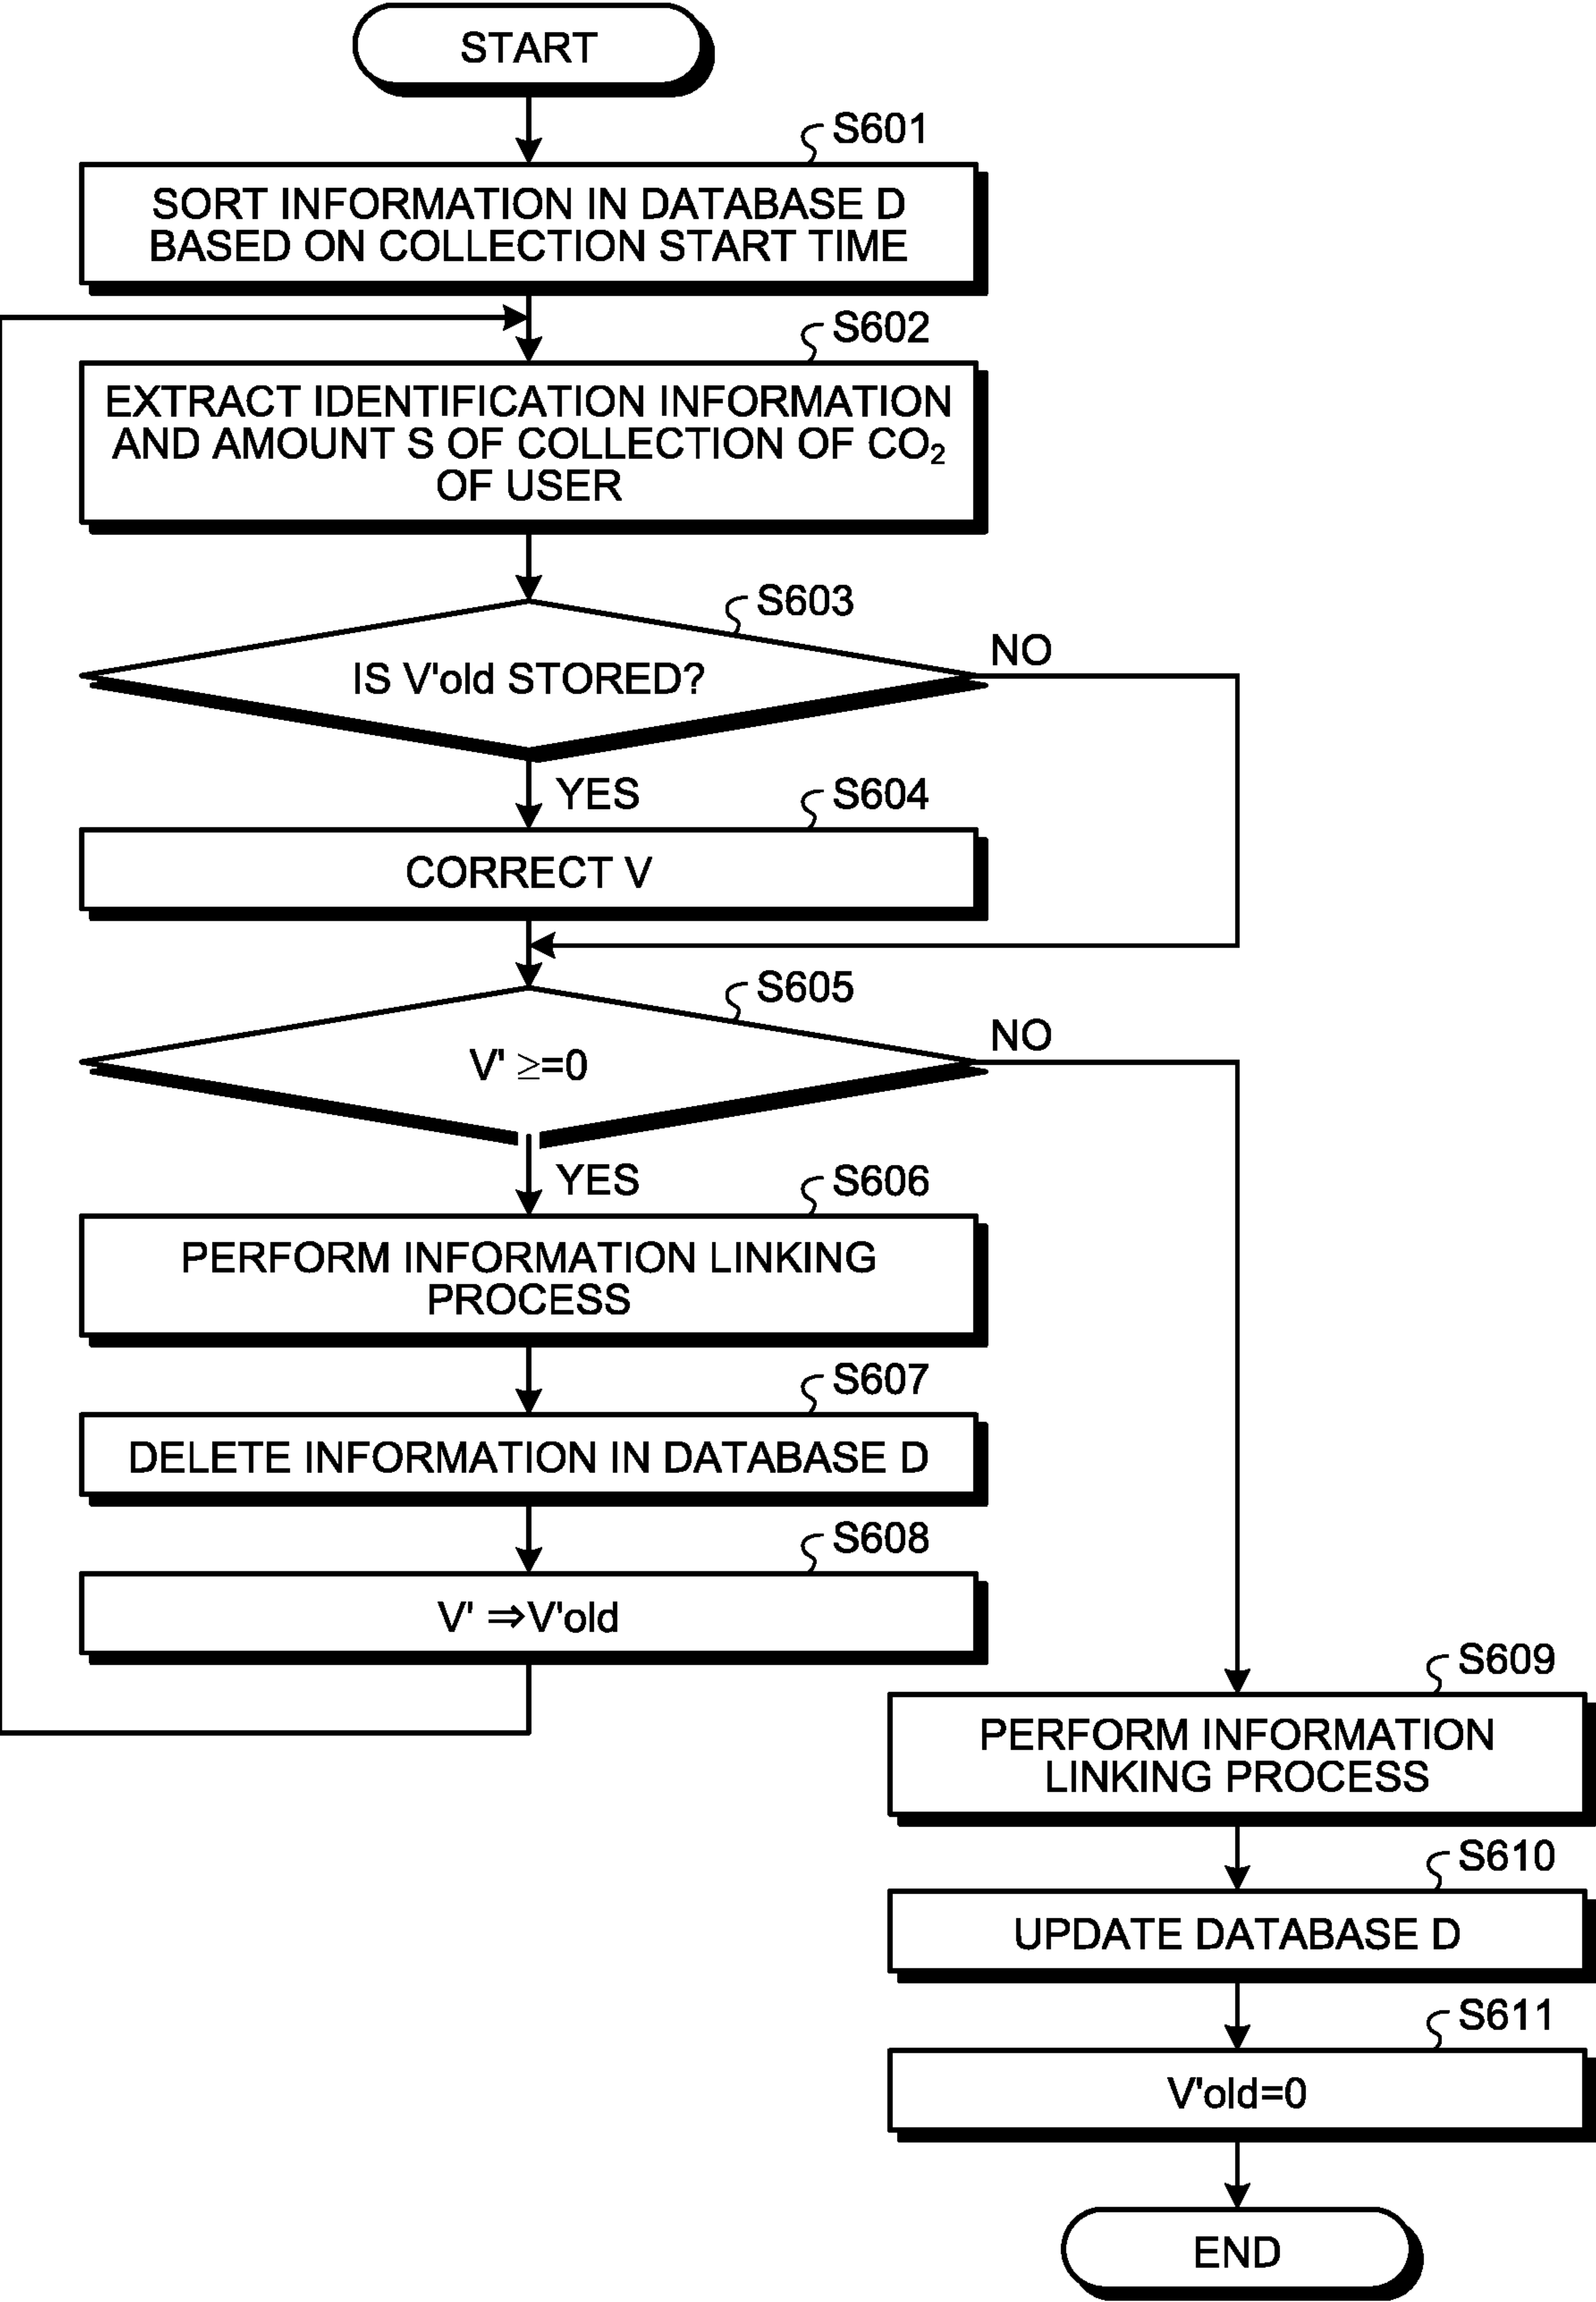 START
S601
SORT INFORMATION IN DATABASE D
BASED ON COLLECTION START TIME
S602
EXTRACT IDENTIFICATION INFORMATION
AND AMOUNT S OF COLLECTION OF CO₂
OF USER
S603
IS V'old STORED?
NO
YES
S604
CORRECT V
S605
V' ≥=0
NO
YES
S606
PERFORM INFORMATION LINKING
PROCESS
S607
DELETE INFORMATION IN DATABASE D
S608
V' ⇒V'old
S609
PERFORM INFORMATION
LINKING PROCESS
S610
UPDATE DATABASE D
S611
V'old=0
END